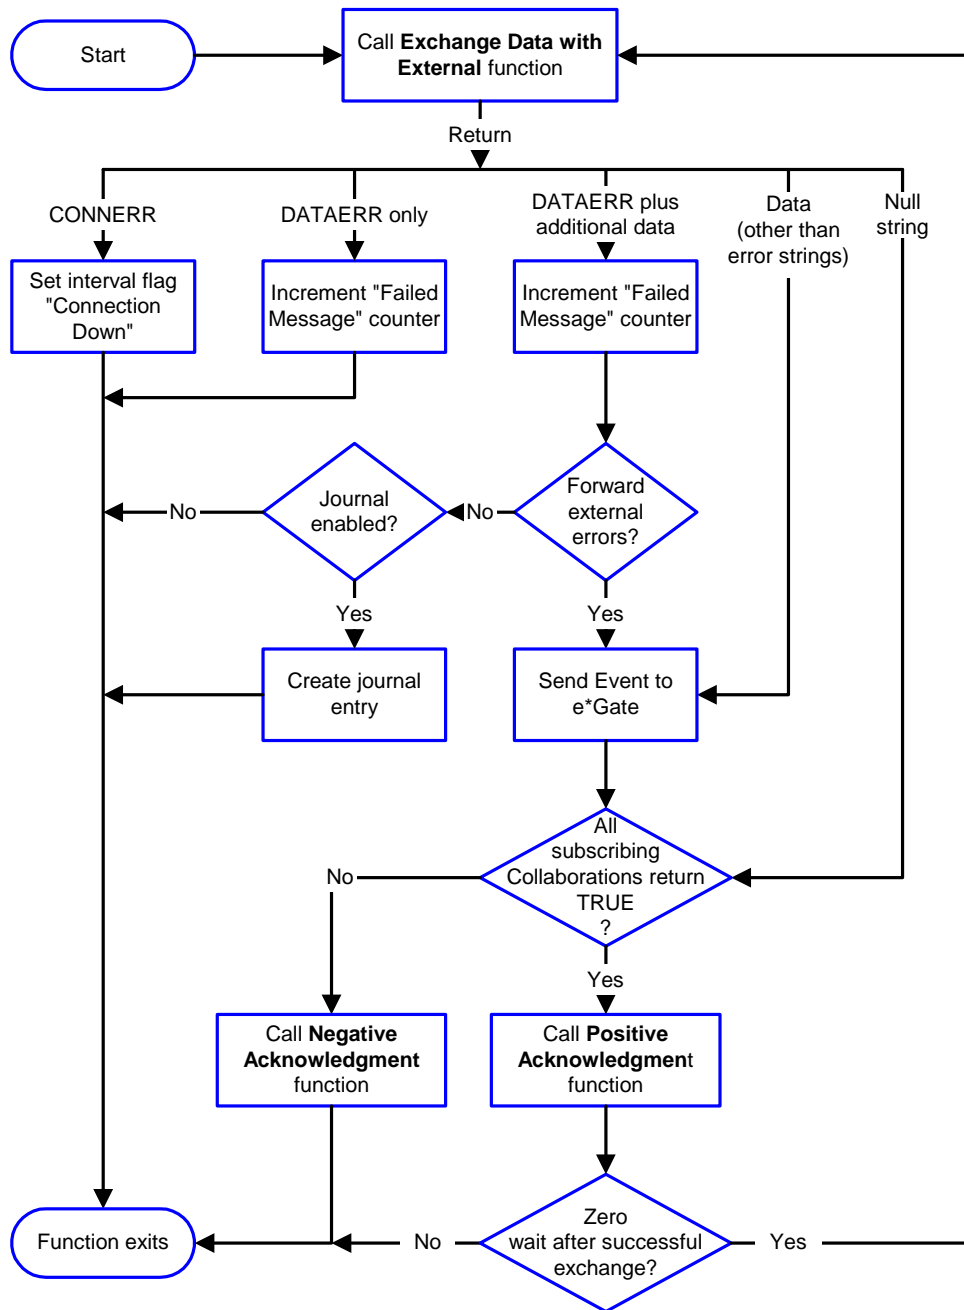 Start
Call Exchange Data with
External function
Return
CONNERR
DATAERR only
DATAERR plus
additional data
Data
(other than
error strings)
Null
string
Set interval flag
"Connection
Down"
Increment "Failed
Message" counter
Increment "Failed
Message" counter
No
Journal
enabled?
No
Forward
external
errors?
Yes
Yes
Create journal
entry
Send Event to
e*Gate
No
All
subscribing
Collaborations return
TRUE
?
Yes
Call Negative
Acknowledgment
function
Call Positive
Acknowledgment
function
Function exits
No
Zero
wait after successful
exchange?
Yes